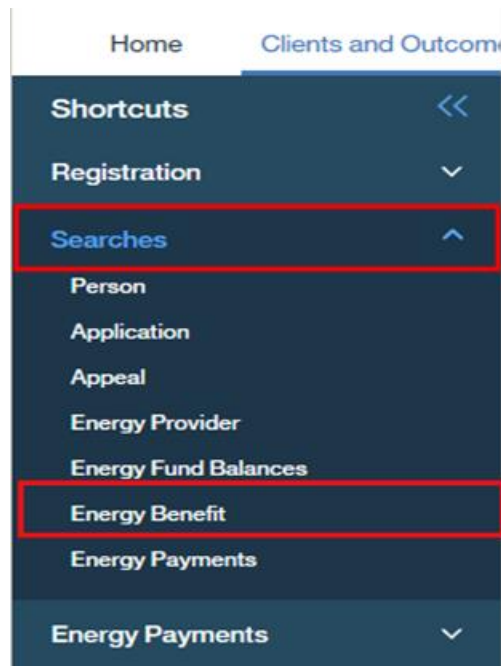 Home Clients and Outcom
Shortcuts
Registration
Searches
Person
Application
Appeal
Energy Provider
Energy Fund Balances
Energy Benefit
Energy Payments
Energy Payments